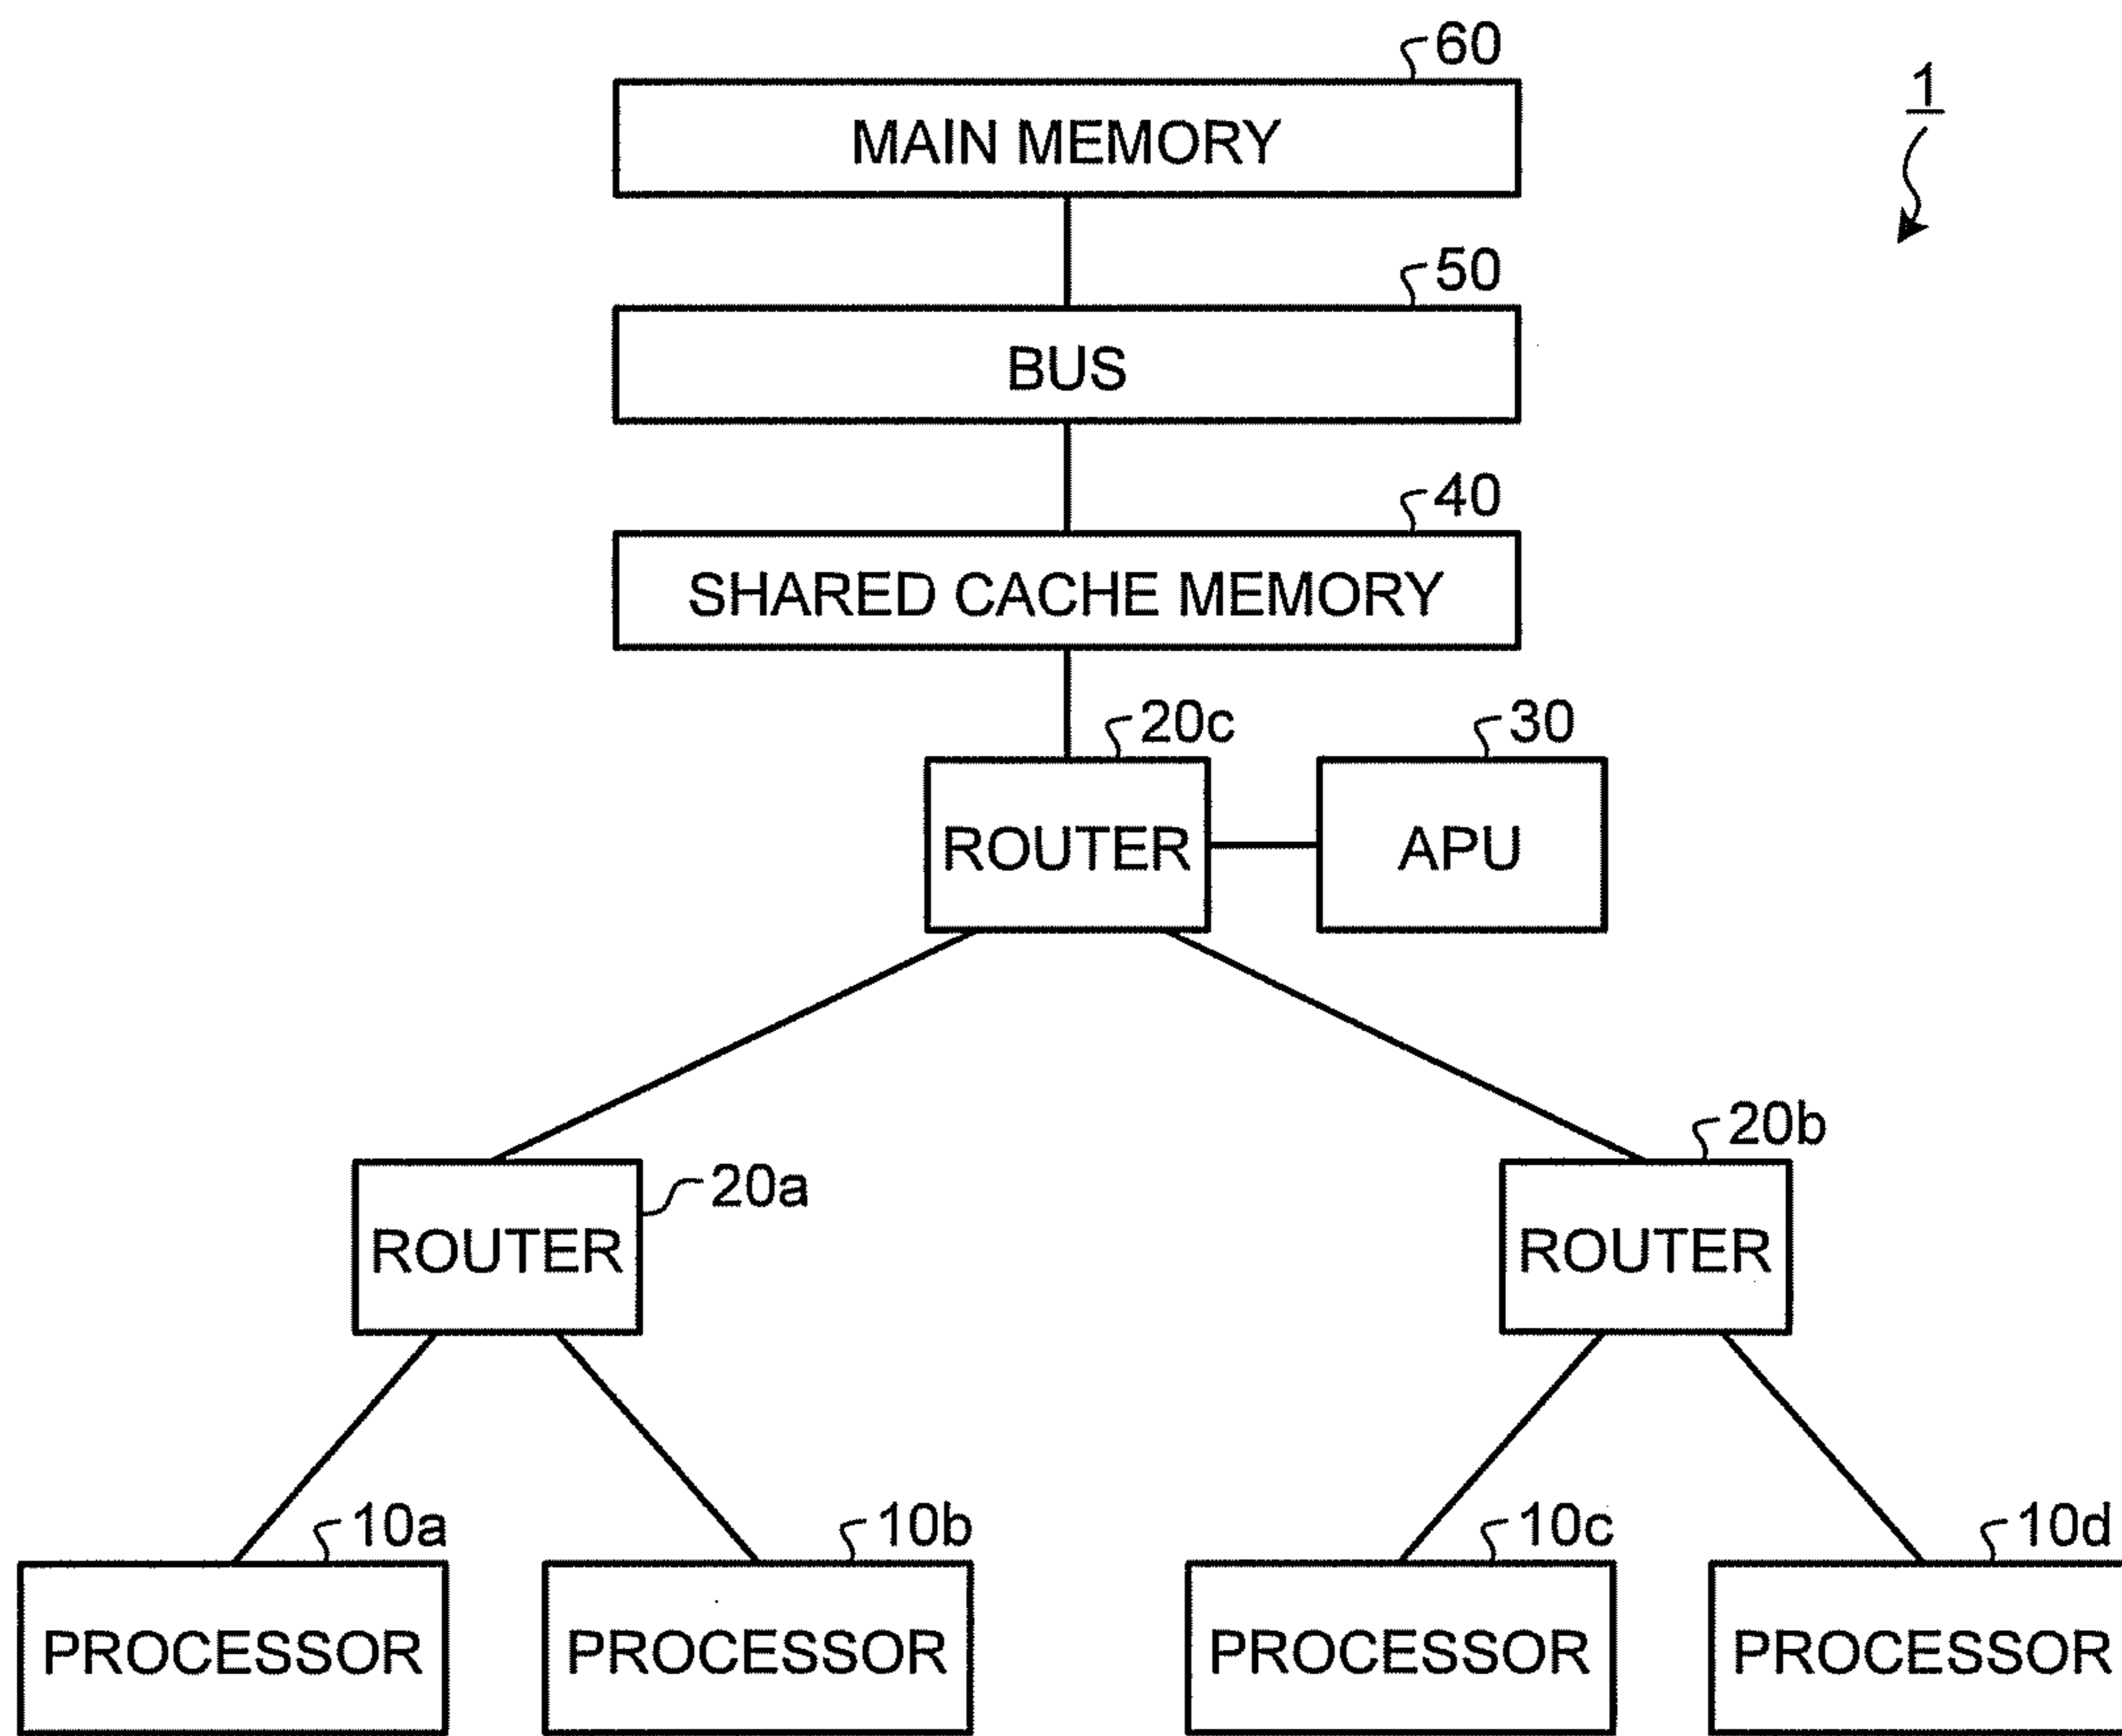 60
1
MAIN MEMORY
50
BUS
40
SHARED CACHE MEMORY
20c
30
ROUTER
APU
20b
20a
ROUTER
ROUTER
10a
10b
10c
10d
PROCESSOR
PROCESSOR
PROCESSOR
PROCESSOR